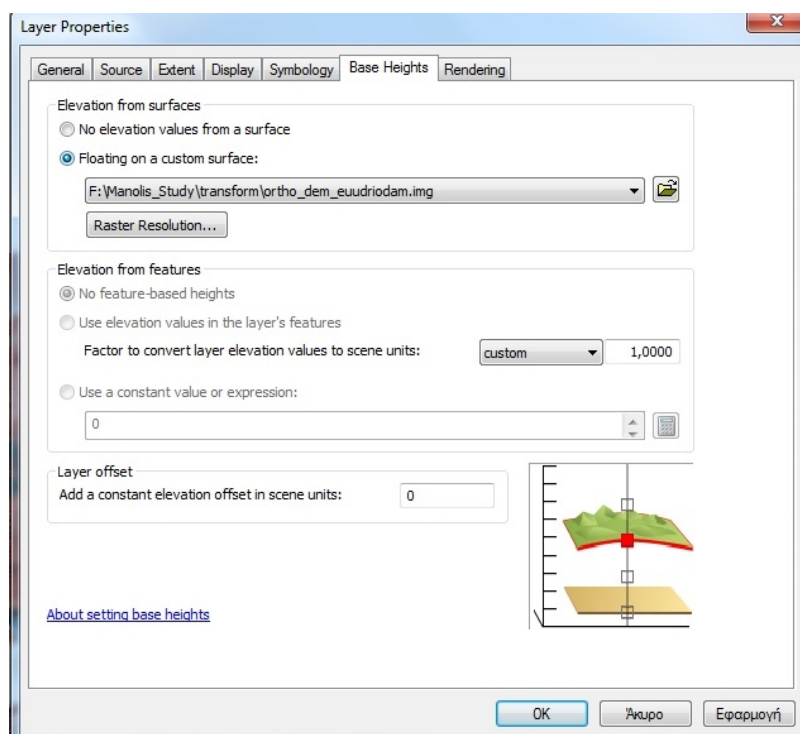 Layer Properties
General Source Extent Display Symbology Base Heights Rendering
Elevation from surfaces
No elevation values from a surface
Floating on a custom surface:
F:\Manolis_Study\transform\ortho_dem_euudriodam.img
Raster Resolution...
Elevation from features
No feature-based heights
Use elevation values in the layer's features
Factor to convert layer elevation values to scene units: custom 1,0000
Use a constant value or expression:
0
Layer offset
Add a constant elevation offset in scene units: 0
About setting base heights
OK Άκυρο Εφαρμογή